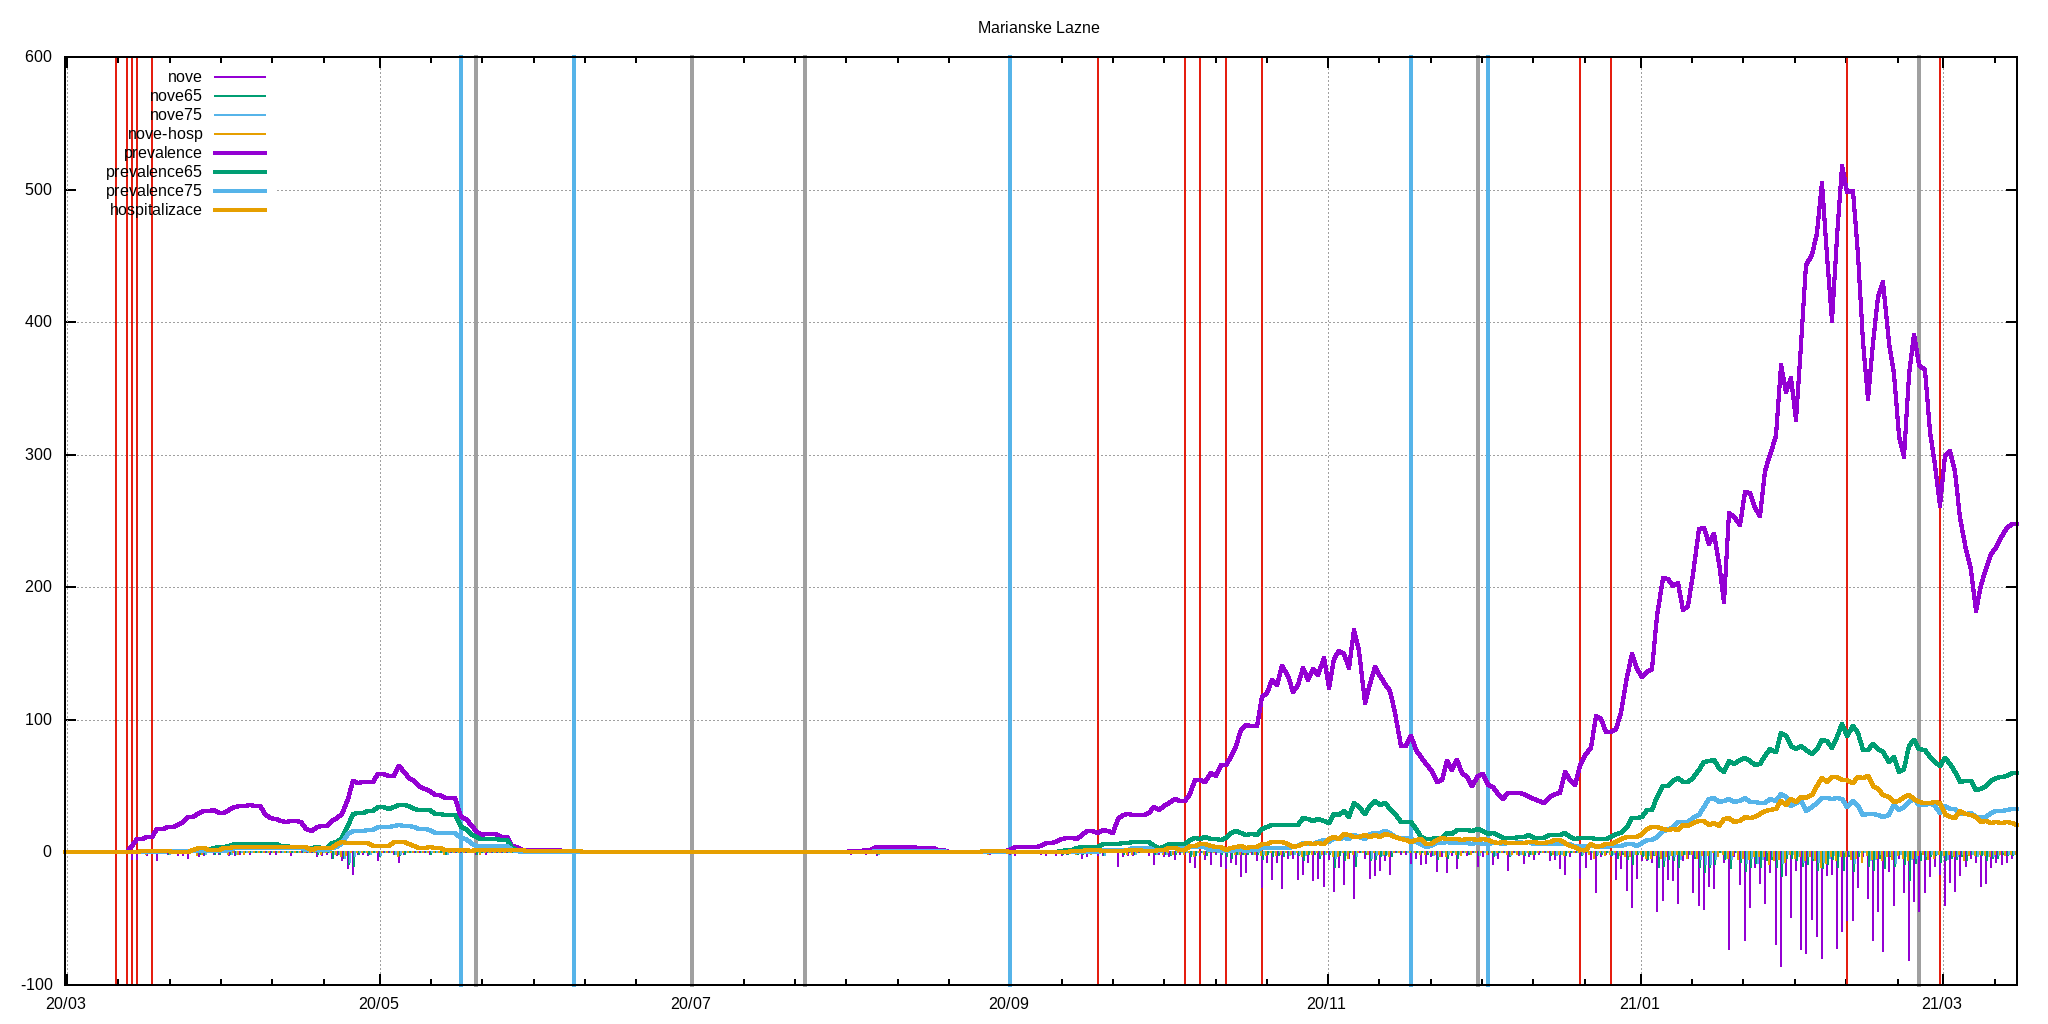 Marianske Lazne
600
nove
nove65
nove75
nove-hosp
prevalence
prevalence65
prevalence75
hospitalizace
500
400
300
200
100
0
-100
20/03 20/05 20/07 20/09 20/11 21/01 21/03